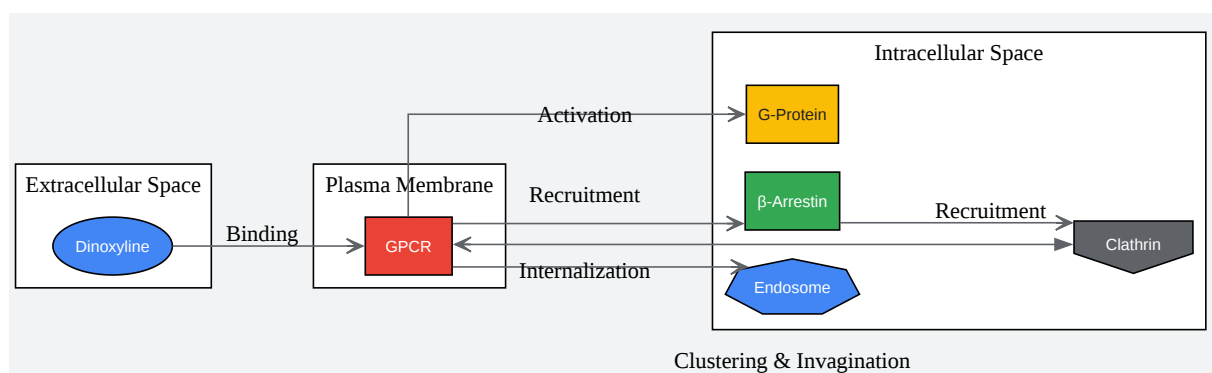 Intracellular Space
Activation
G-Protein
Extracellular Space
Plasma Membrane
Recruitment
β-Arrestin
Recruitment
Dinoxyline
Binding
GPCR
Clathrin
Internalization
Endosome
Clustering & Invagination